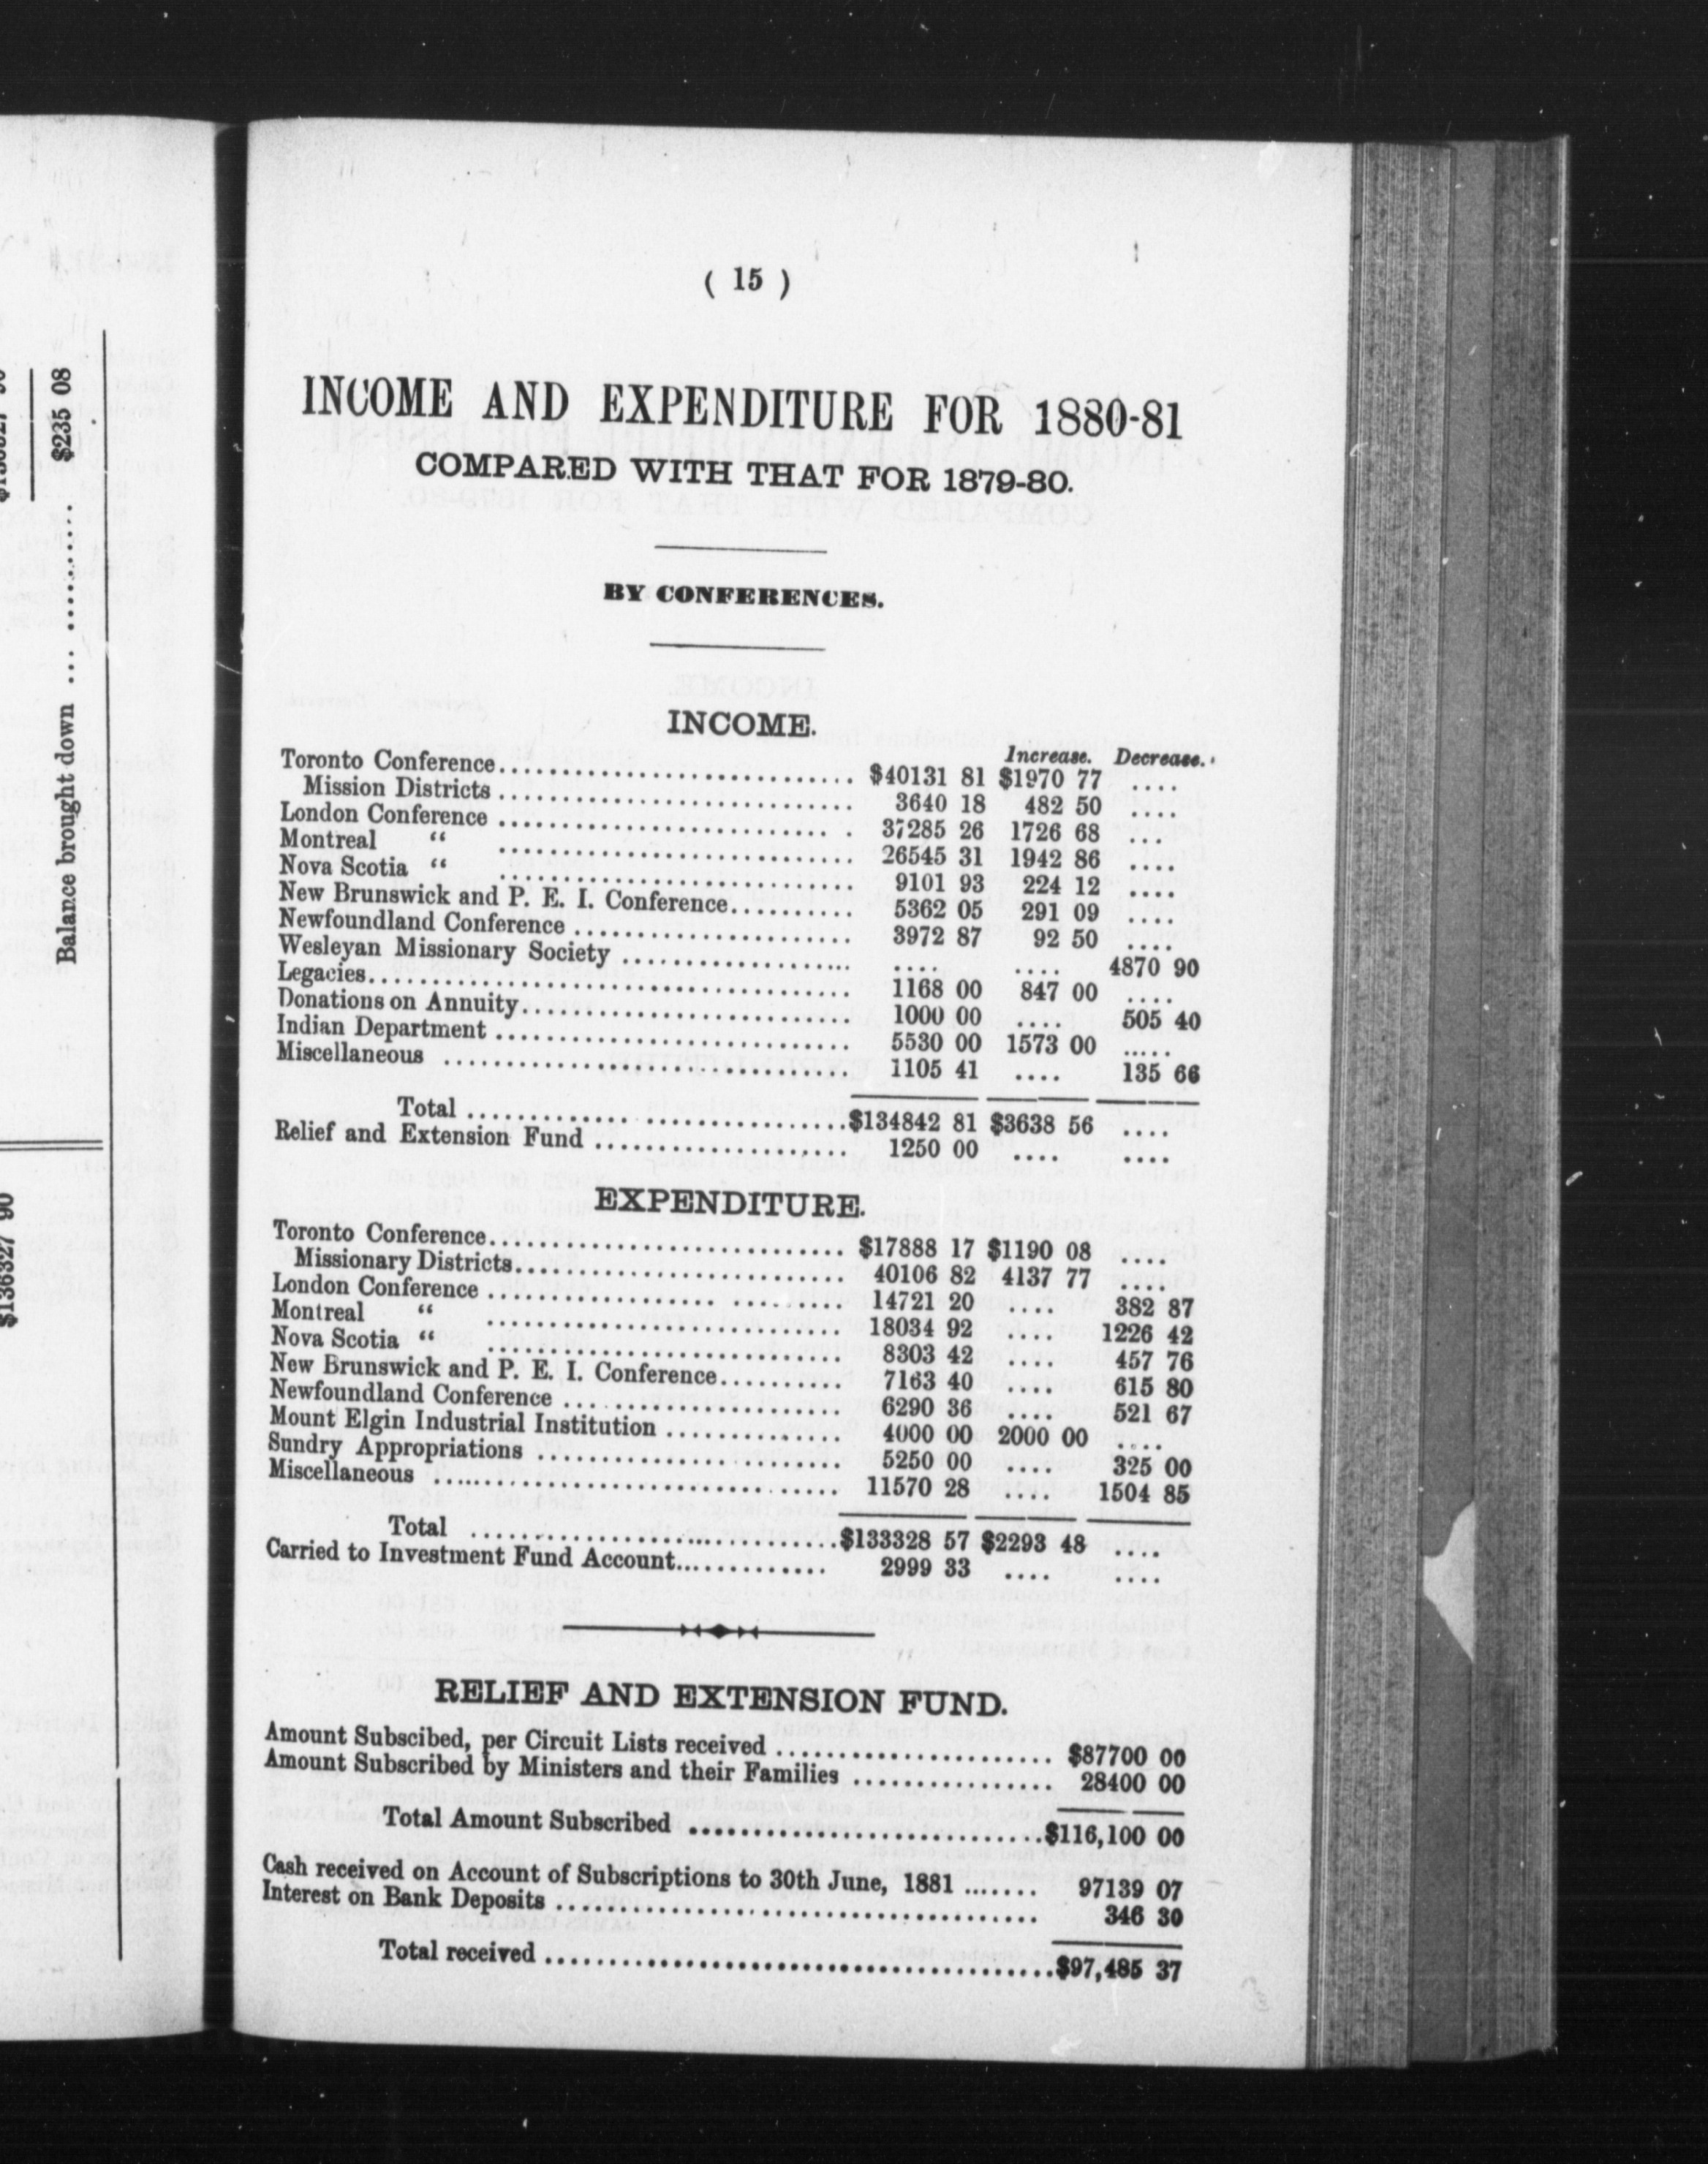 Balance brought down ... .......... $235 08
$136327 90
( 15 )
INCOME AND EXPENDITURE FOR 1880-81
COMPARED WITH THAT FOR 1879-80.
BY CONFERENCES.
INCOME.
Increase. Decrease.
Toronto Conference............................ $40131 81 $1970 77 ....
Mission Districts ............................ 3640 18 482 50 ....
London Conference .......................... . 37285 26 1726 68 ...
Montreal “ ............................ 26545 31 1942 86 ....
Nova Scotia “ ............................ 9101 93 224 12 ....
New Brunswick and P. E. I. Conference.......... 5362 05 291 09 ....
Newfoundland Conference ...................... 3972 87 92 50 ....
Wesleyan Missionary Society .................. .... .... 4870 90
Legacies...................................... 1168 00 847 00 ....
Donations on Annuity.......................... 1000 00 .... 505 40
Indian Department ............................ 5530 00 1573 00 .....
Miscellaneous ................................ 1105 41 .... 135 66
Total .............................. $134842 81 $3638 56 ....
Relief and Extension Fund .................... 1250 00 .... ....
EXPENDITURE.
Toronto Conference............................ $17888 17 $1190 08 ....
Missionary Districts.......................... 40106 82 4137 77 ....
London Conference .................. ......... 14721 20 .... 382 87
Montreal “ ............................ 18034 92 .... 1226 42
Nova Scotia “ ............................ 8303 42 .... 457 76
New Brunswick and P. E. I. Conference.......... 7163 40 .... 615 80
Newfoundland Conference ...................... 6290 36 .... 521 67
Mount Elgin Industrial Institution .............. 4000 00 2000 00 ....
Sundry Appropriations ........................ 5250 00 .... 325 00
Miscellaneous ................................ 11570 28 .... 1504 85
Total ..............................$133328 57 $2293 48 ....
Carried to Investment Fund Account............. 2999 33 .... ....
RELIEF AND EXTENSION FUND.
Amount Subscibed, per Circuit Lists received ...................... $87700 00
Amount Subscribed by Ministers and their Families ................ 28400 00
Total Amount Subscribed ............................$116,100 00
Cash received on Account of Subscriptions to 30th June, 1881 ....... 97139 07
Interest on Bank Deposits ...................................... 346 30
Total received ........................................$97,485 37